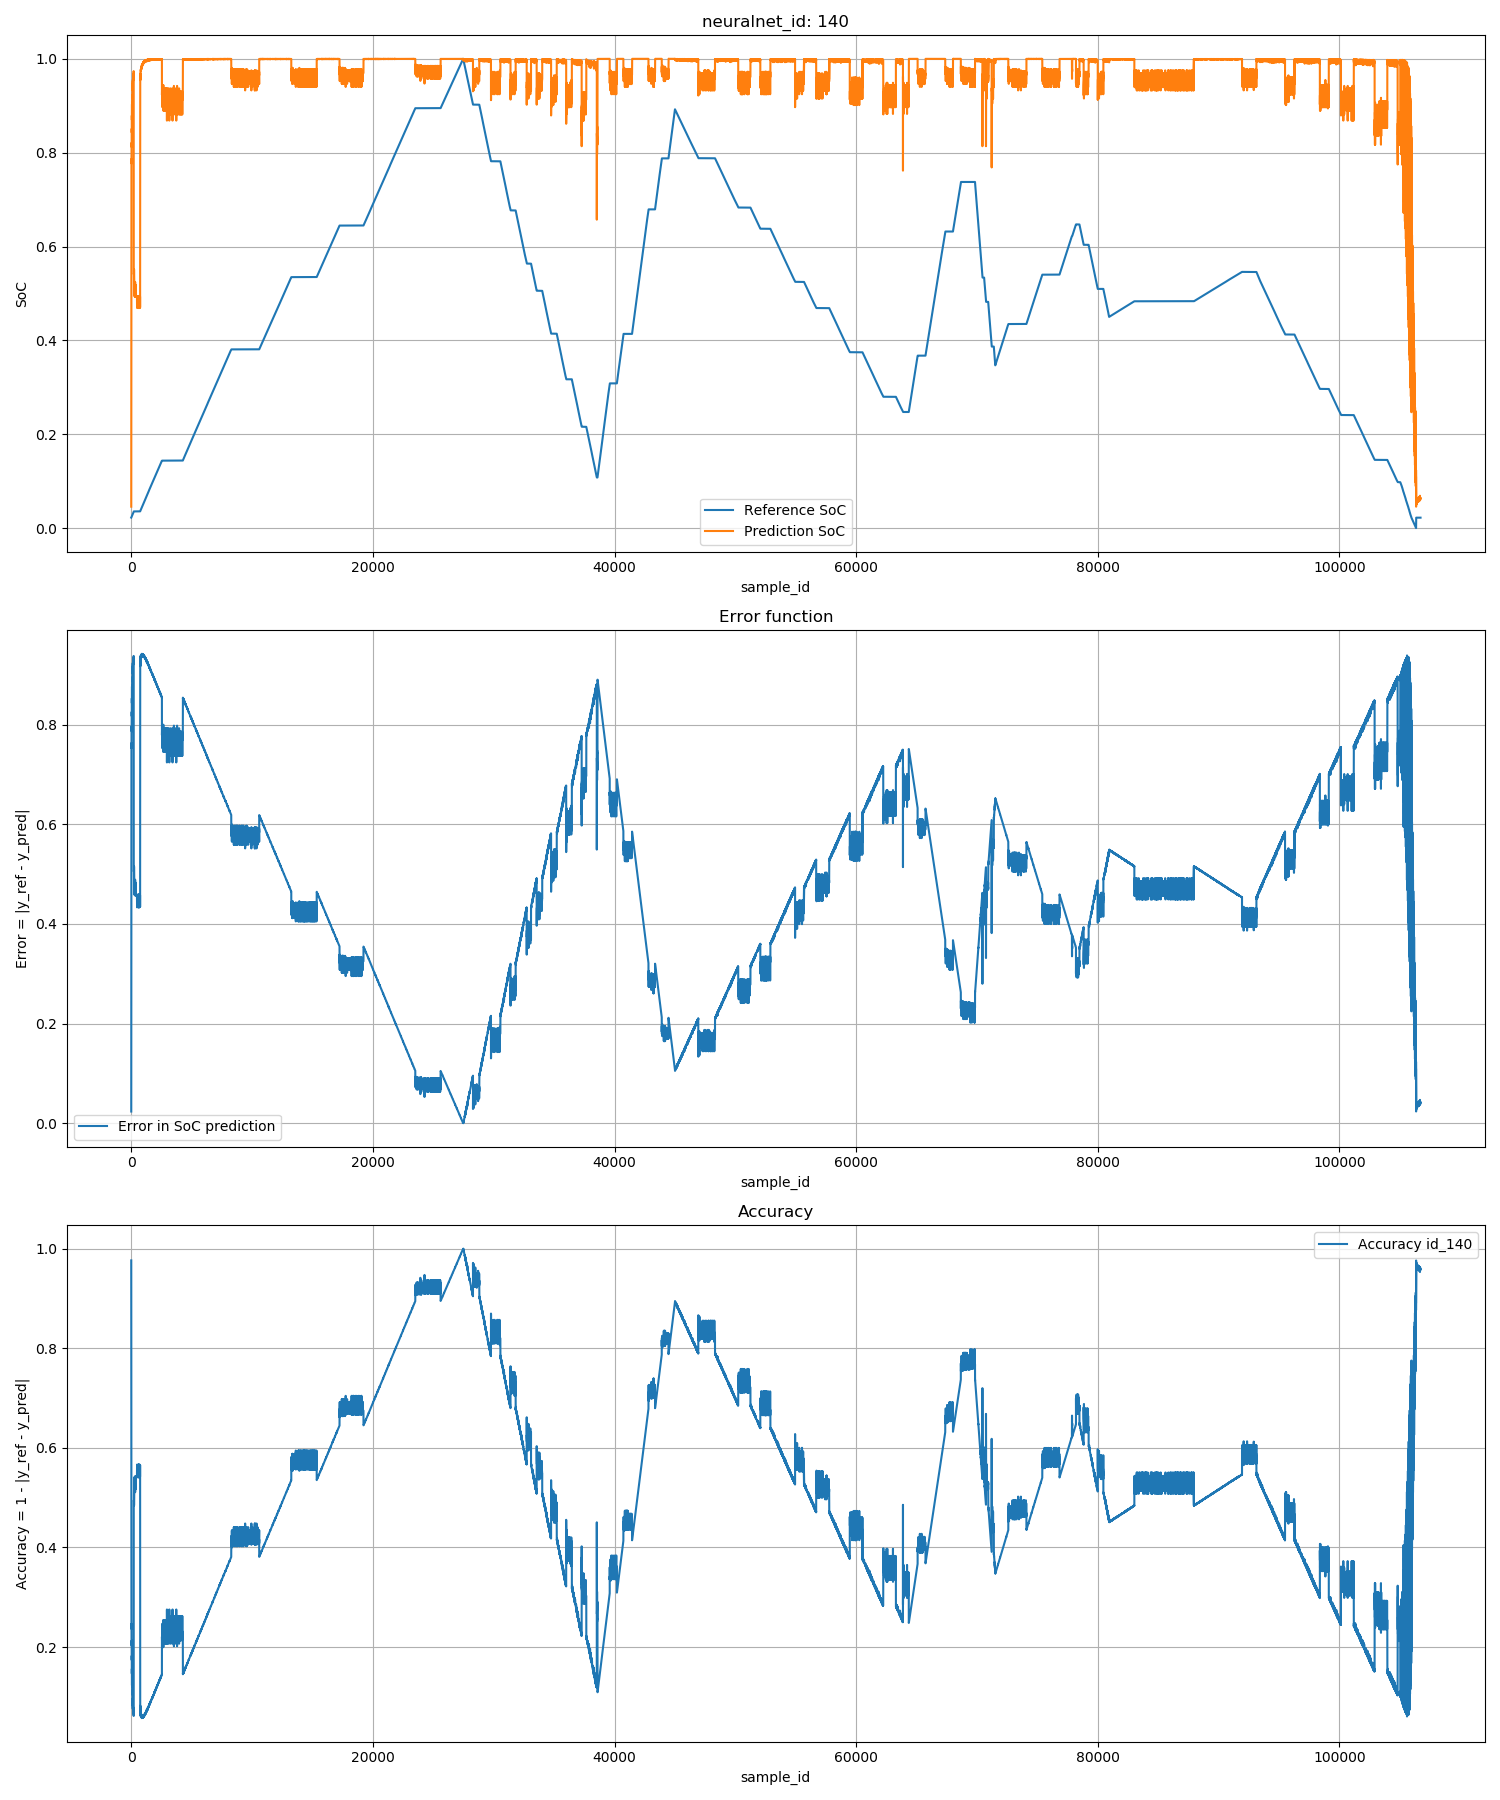 neuralnet_id: 140
SoC
1.0
0.8
0.6
0.4
0.2
0.0
Reference SoC
Prediction SoC
0 20000 40000 60000 80000 100000
sample_id
Error function
Error = |y_ref - y_pred|
0.8
0.6
0.4
0.2
0.0
Error in SoC prediction
0 20000 40000 60000 80000 100000
sample_id
Accuracy
Accuracy = 1 - |y_ref - y_pred|
1.0
0.8
0.6
0.4
0.2
Accuracy id_140
0 20000 40000 60000 80000 100000
sample_id